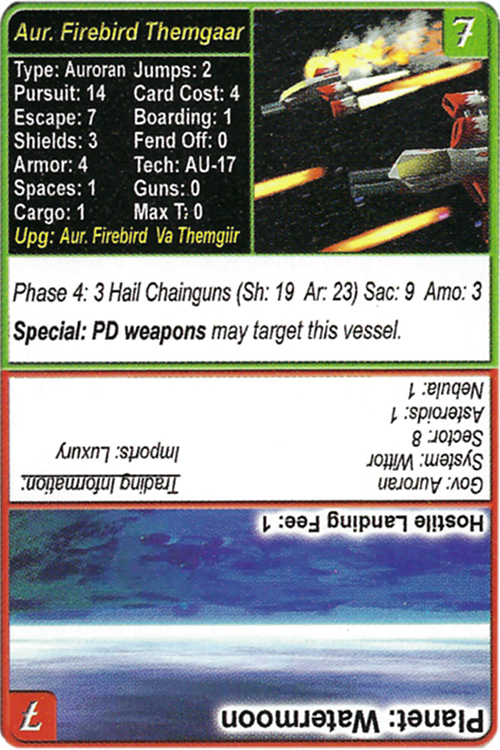 Aur. Firebird Themgaar
7
Type: Auroran Jumps: 2
Pursuit: 14 Card Cost: 4
Escape: 7 Boarding: 1
Shields: 3 Fend Off: 0
Armor: 4 Tech: AU-17
Spaces: 1 Guns: 0
Cargo: 1 Max T: 0
Upg: Aur. Firebird Va Themgiir
Phase 4: 3 Hail Chainguns (Sh: 19 Ar: 23) Sac: 9 Amo: 3
Special: PD weapons may target this vessel.
Planet: Watermoon
7
Hostile Landing Fee: 1
Gov: Auroran Trading Information:
System: Wittor
Sector: 8 Imports: Luxury
Asteroids: 1
Nebula: 1